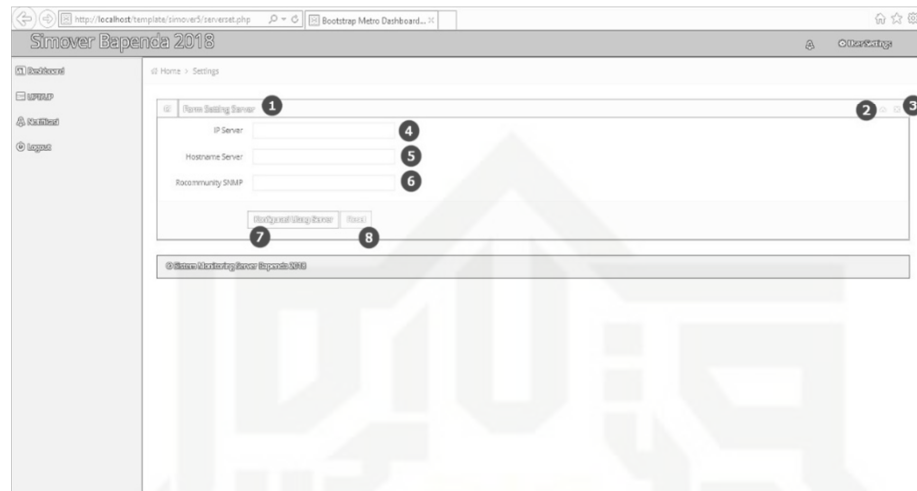 http://localhost/template/simover5/serverset.php
Bootstrap Metro Dashboard...
Simover Bapenda 2018
User Settings
Dashboard
Home > Settings
Notifikasi
Logout
Form Setting Server 1 2 3
IP Server 4
Hostname Server 5
Rocommunity SNMP 6
Server Reset
7 8
© Sistem Monitoring Server Bapenda 2018